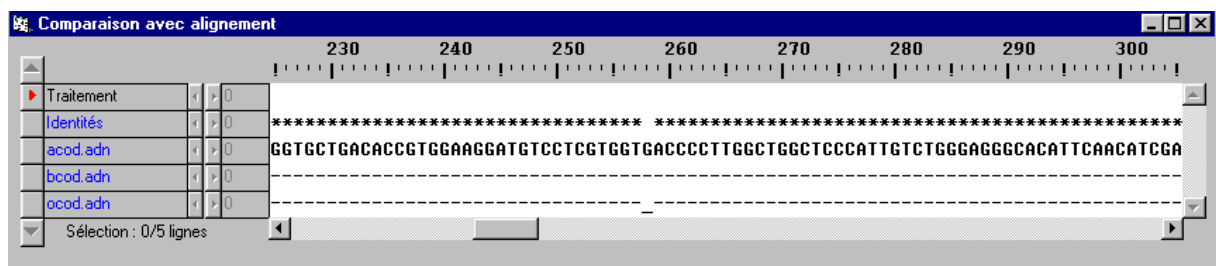 Comparaison avec alignement
230 240 250 260 270 280 290 300
Traitement 0
Identités 0 ********************************* ***********************************************
acod.adn 0 GGTGCTGACACCGTGGAAGGATGTCCTCGTGGTGACCCCTTGGCTGGCTCCCATTGTCTGGGAGGGCACATTCAACATCGA
bcod.adn 0 ---------------------------------------------------------------------------------
ocod.adn 0 ---------------------------------_-----------------------------------------------
Sélection : 0/5 lignes